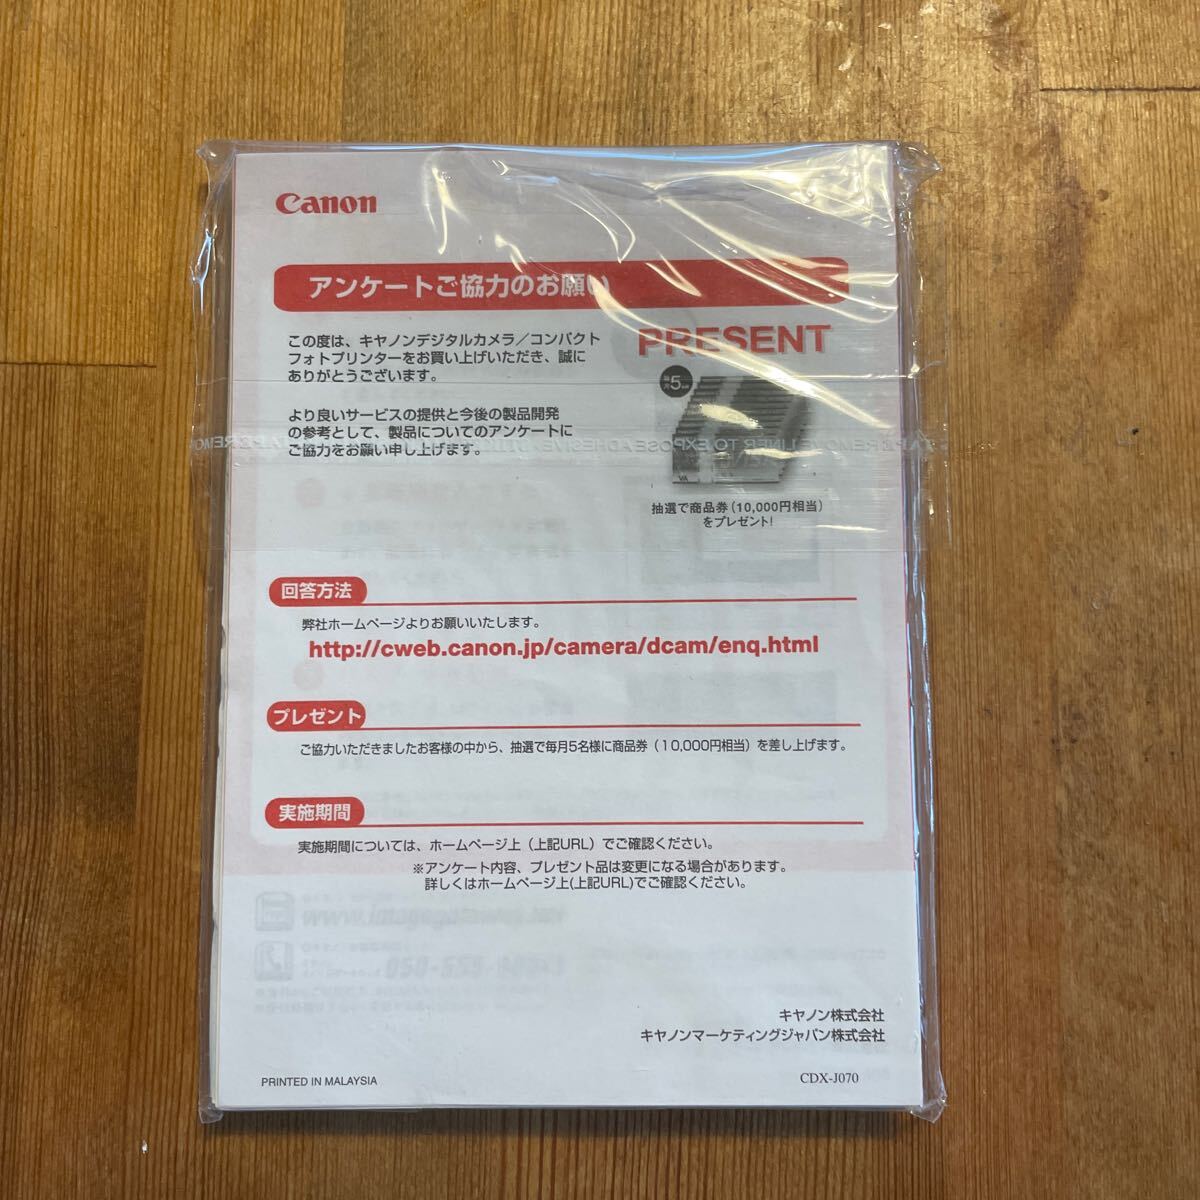 Canon
アンケートご協力のお願い
この度は、キヤノンデジタルカメラ／コンパクト
フォトプリンターをお買い上げいただき、誠に
ありがとうございます。
より良いサービスの提供と今後の製品開発
の参考として、製品についてのアンケートに
ご協力をお願い申し上げます。
PRESENT
毎月5名様
抽選で商品券(10,000円相当)
をプレゼント!
REMOVE LINER TO EXPOSE ADHESIVE
回答方法
弊社ホームページよりお願いいたします。
http://cweb.canon.jp/camera/dcam/enq.html
プレゼント
ご協力いただきましたお客様の中から、抽選で毎月5名様に商品券（10,000円相当）を差し上げます。
実施期間
実施期間については、ホームページ上（上記URL）でご確認ください。
※アンケート内容、プレゼント品は変更になる場合があります。
詳しくはホームページ上(上記URL)でご確認ください。
キヤノン株式会社
キヤノンマーケティングジャパン株式会社
PRINTED IN MALAYSIA
CDX-J070